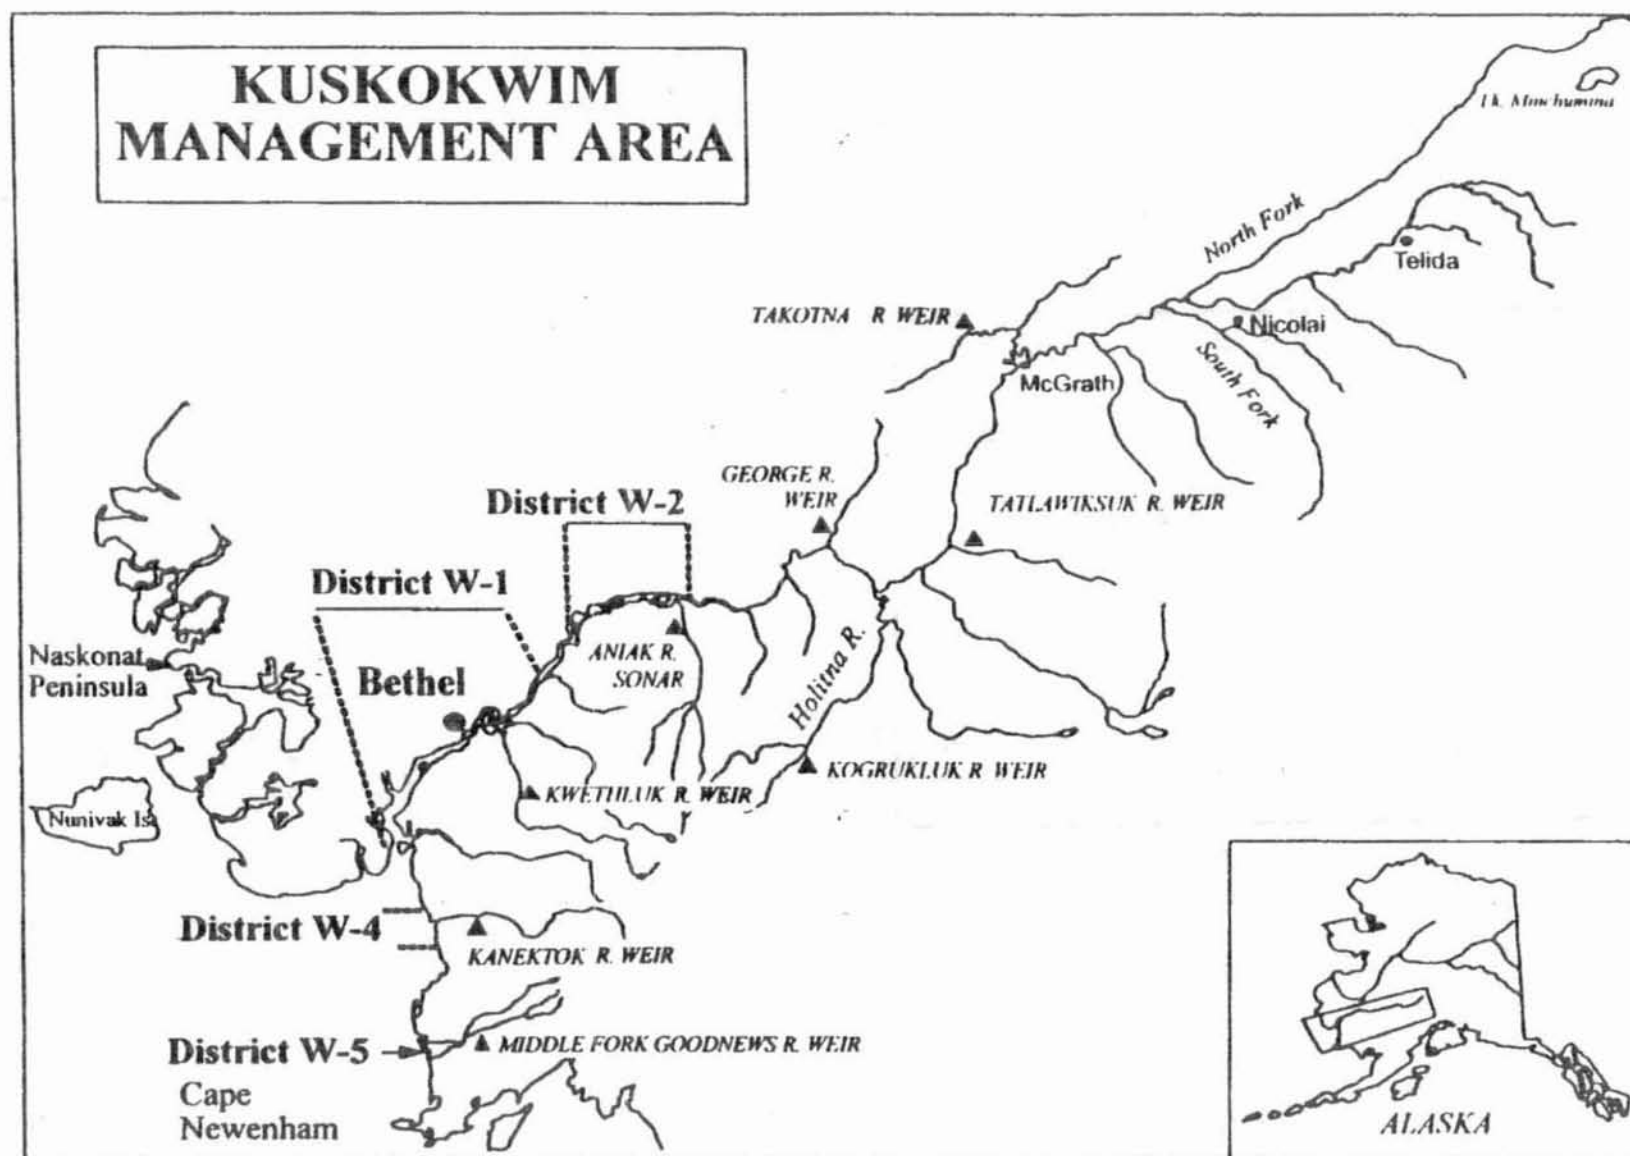 KUSKOKWIM
MANAGEMENT AREA
Lk. Minchumina
North Fork
Telida
TAKOTNA R WEIR
Nicolai
South Fork
McGrath
GEORGE R.
WEIR
TATLAWIKSUK R. WEIR
District W-2
District W-1
Naskonat
Peninsula
Bethel
ANIAK R.
SONAR
Holitna R.
KOGRUKLUK R WEIR
KWETHLUK R. WEIR
Nunivak Is
District W-4
KANEKTOK R. WEIR
District W-5
MIDDLE FORK GOODNEWS R. WEIR
Cape
Newenham
ALASKA